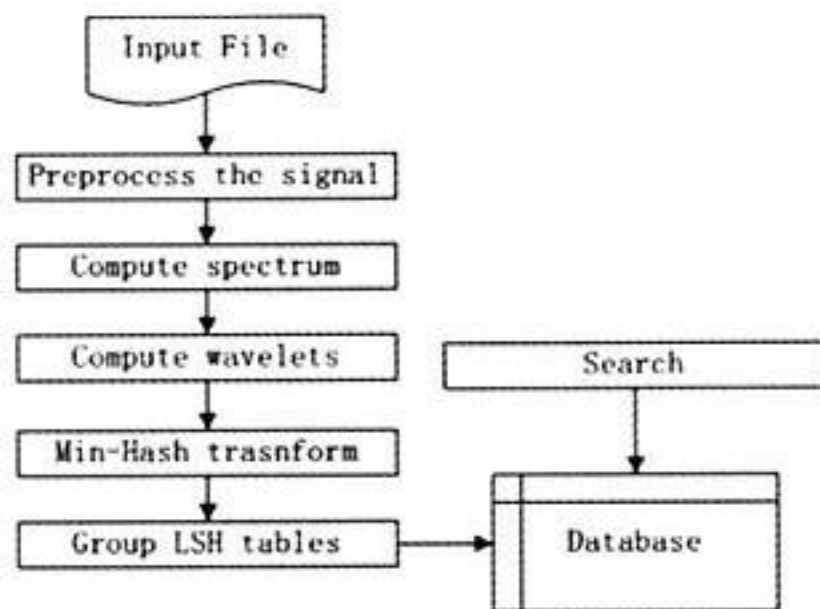 Input File
Preprocess the signal
Compute spectrum
Compute wavelets
Search
Min-Hash trasnform
Group LSH tables
Database